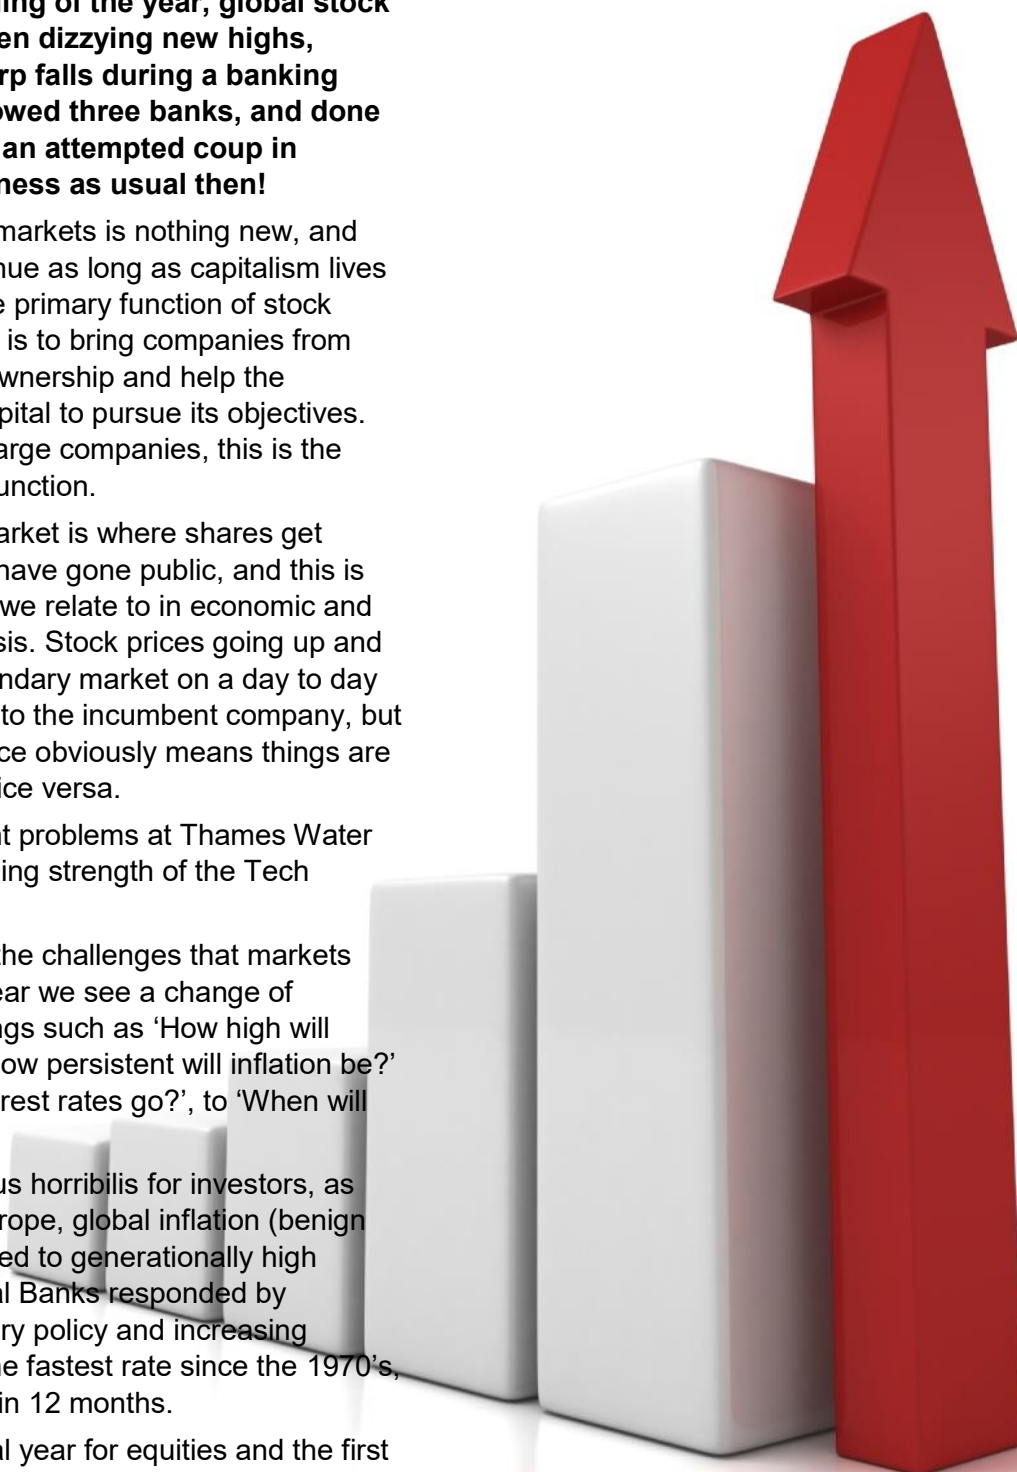 ing of the year, global stock
en dizzying new highs,
rp falls during a banking
owed three banks, and done
an attempted coup in
ness as usual then!
markets is nothing new, and
nue as long as capitalism lives
e primary function of stock
is to bring companies from
wnership and help the
pital to pursue its objectives.
arge companies, this is the
unction.
arket is where shares get
have gone public, and this is
we relate to in economic and
sis. Stock prices going up and
ndary market on a day to day
to the incumbent company, but
ce obviously means things are
ice versa.
nt problems at Thames Water
ing strength of the Tech
the challenges that markets
ear we see a change of
ngs such as ‘How high will
ow persistent will inflation be?’
rest rates go?’, to ‘When will
us horribilis for investors, as
rope, global inflation (benign
ed to generationally high
al Banks responded by
ry policy and increasing
ne fastest rate since the 1970’s,
in 12 months.
al year for equities and the first